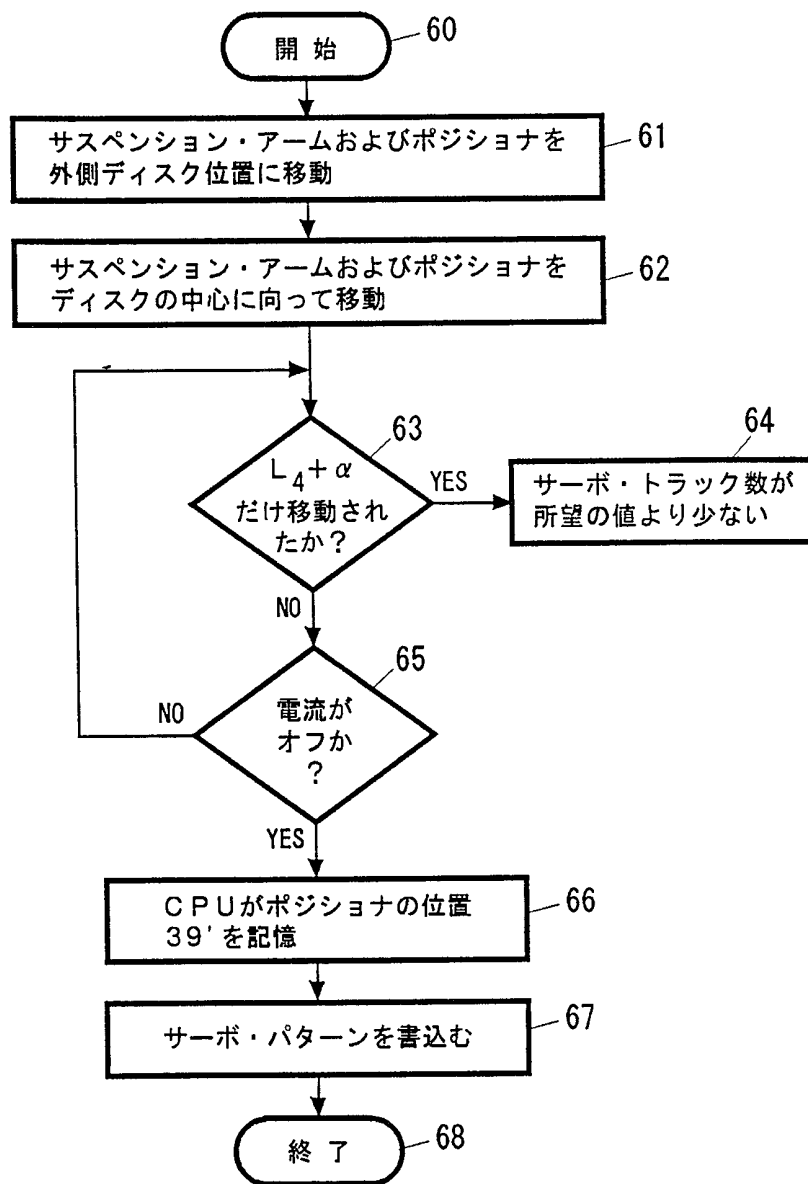 開始
60
サスペンション・アームおよびポジショナを
外側ディスク位置に移動
61
サスペンション・アームおよびポジショナを
ディスクの中心に向って移動
62
63
L4+α
だけ移動され
たか？
YES
64
サーボ・トラック数が
所望の値より少ない
NO
65
電流が
オフか
？
NO
YES
CPUがポジショナの位置
39'を記憶
66
サーボ・パターンを書込む
67
終了
68